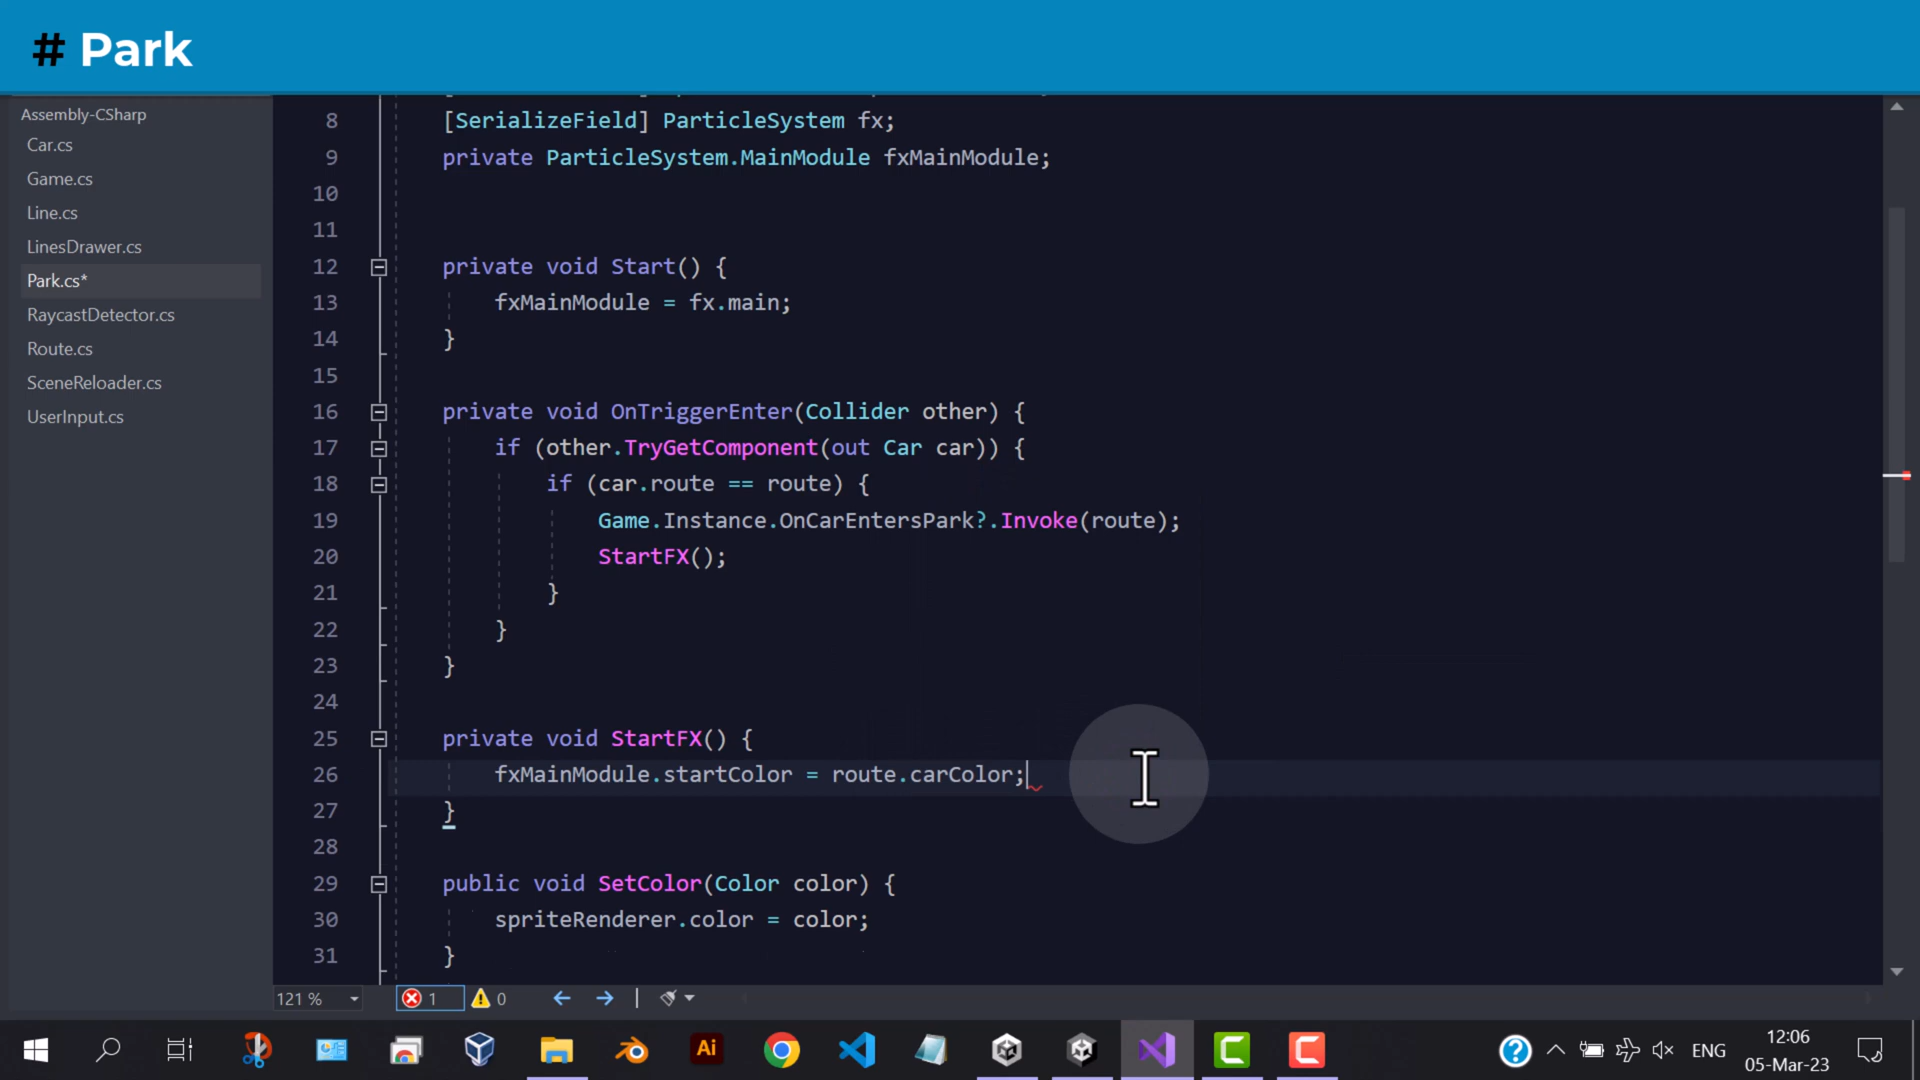 # Park
Assembly-CSharp
Car.cs
Game.cs
Line.cs
LinesDrawer.cs
Park.cs*
RaycastDetector.cs
Route.cs
SceneReloader.cs
UserInput.cs
8 [SerializeField] ParticleSystem fx;
9 private ParticleSystem.MainModule fxMainModule;
10
11
12 private void Start() {
13 fxMainModule = fx.main;
14 }
15
16 private void OnTriggerEnter(Collider other) {
17 if (other.TryGetComponent(out Car car)) {
18 if (car.route == route) {
19 Game.Instance.OnCarEntersPark?.Invoke(route);
20 StartFX();
21 }
22 }
23 }
24
25 private void StartFX() {
26 fxMainModule.startColor = route.carColor;
27 }
28
29 public void SetColor(Color color) {
30 spriteRenderer.color = color;
31 }
121 % 1 0
Ai ENG 12:06
05-Mar-23